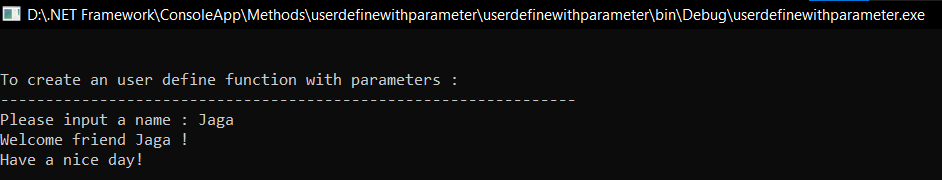 D:\.NET Framework\ConsoleApp\Methods\userdefinewithparameter\userdefinewithparameter\bin\Debug\userdefinewithparameter.exe
To create an user define function with parameters :
----------------------------------------------------------------
Please input a name : Jaga
Welcome friend Jaga !
Have a nice day!